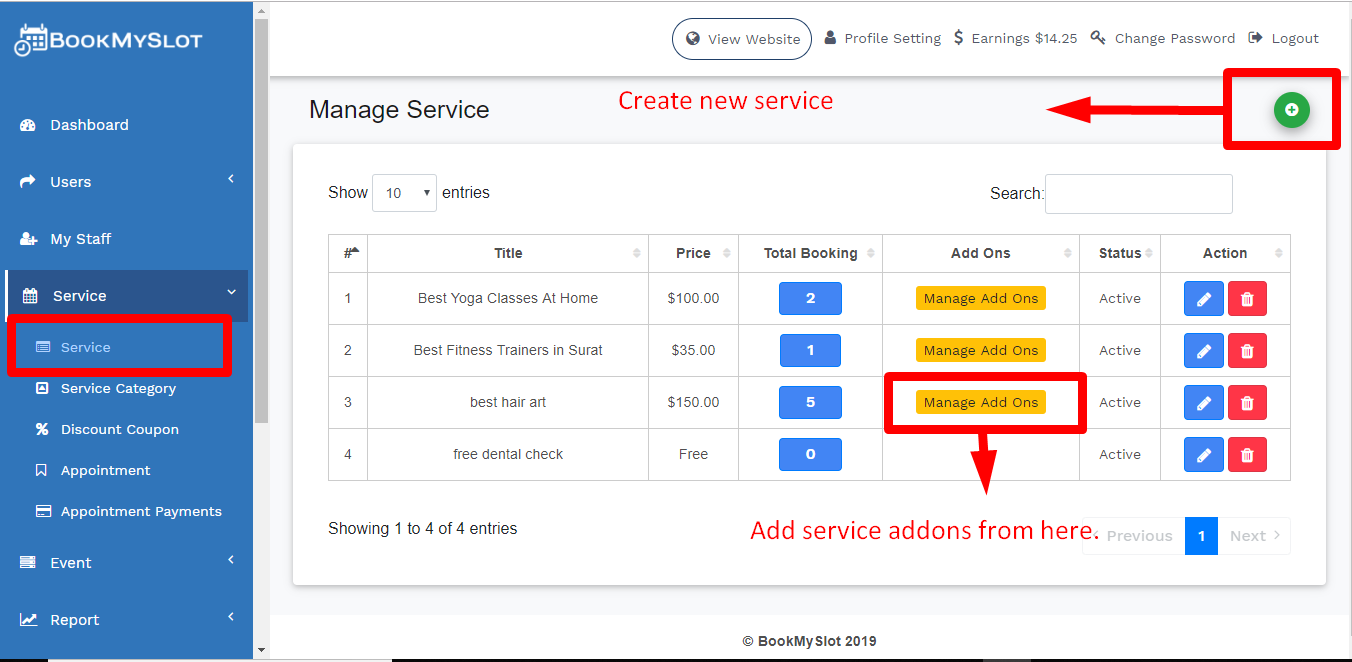 BookMySlot
View Website Profile Setting $ Earnings $14.25 Change Password Logout
Dashboard
Users
My Staff
Service
Service
Service Category
Discount Coupon
Appointment
Appointment Payments
Event
Report
Manage Service
Create new service
Show 10 entries
Search:
# Title Price Total Booking Add Ons Status Action
1 Best Yoga Classes At Home $100.00 2 Manage Add Ons Active
2 Best Fitness Trainers in Surat $35.00 1 Manage Add Ons Active
3 best hair art $150.00 5 Manage Add Ons Active
4 free dental check Free 0 Active
Showing 1 to 4 of 4 entries
Add service addons from here.
Previous 1 Next
© BookMySlot 2019